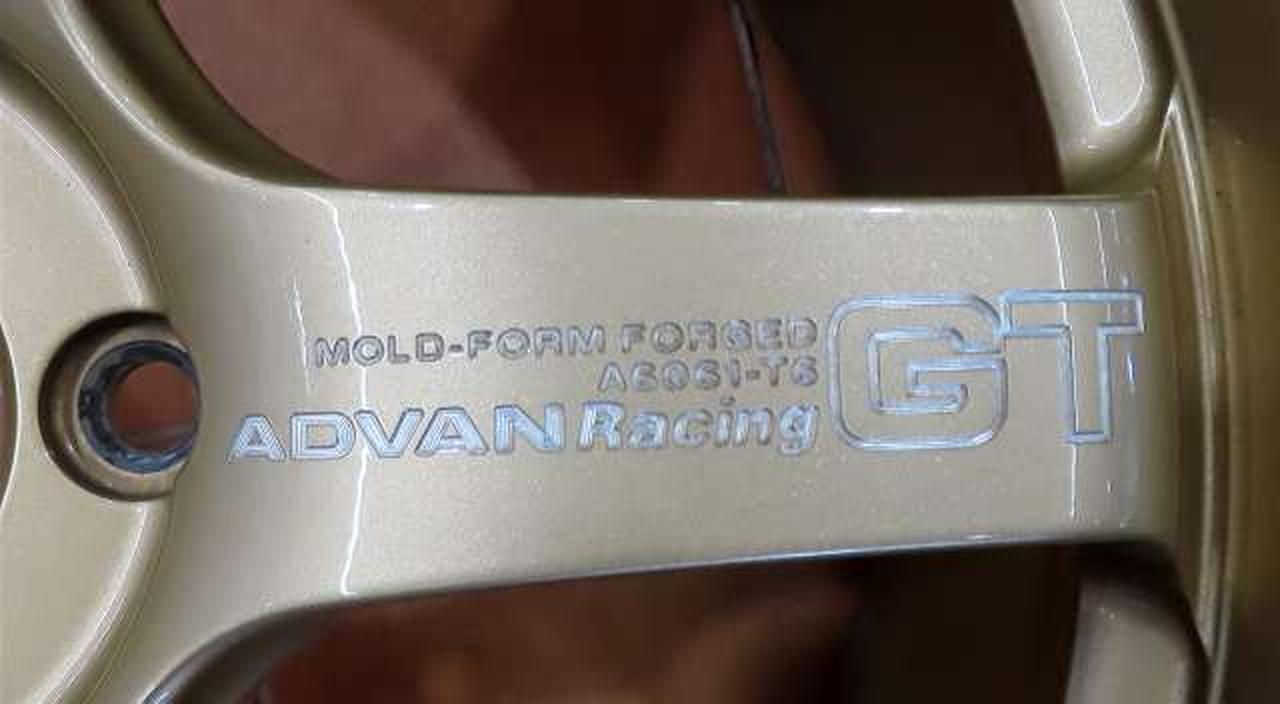 MOLD-FORM FORGED
A6061-T6
ADVAN Racing
GT